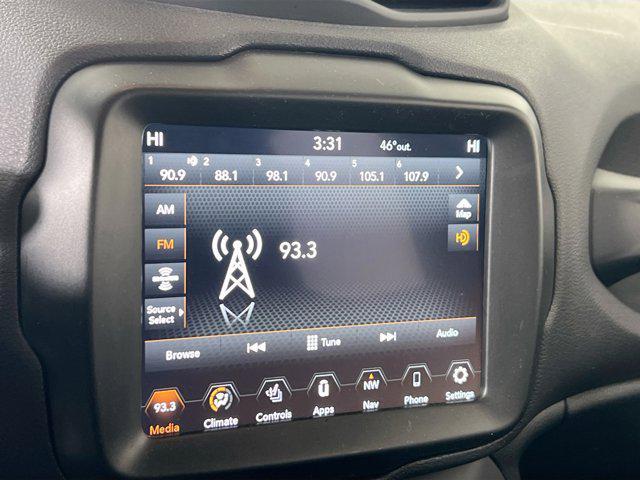 HI 3:31 46°out. HI
1 2 3 4 5 6
90.9 88.1 98.1 90.9 105.1 107.9
AM
Map
FM
93.3
HD
Source
Select
Browse Tune Audio
93.3 NW
Media Climate Controls Apps Nav Phone Settings